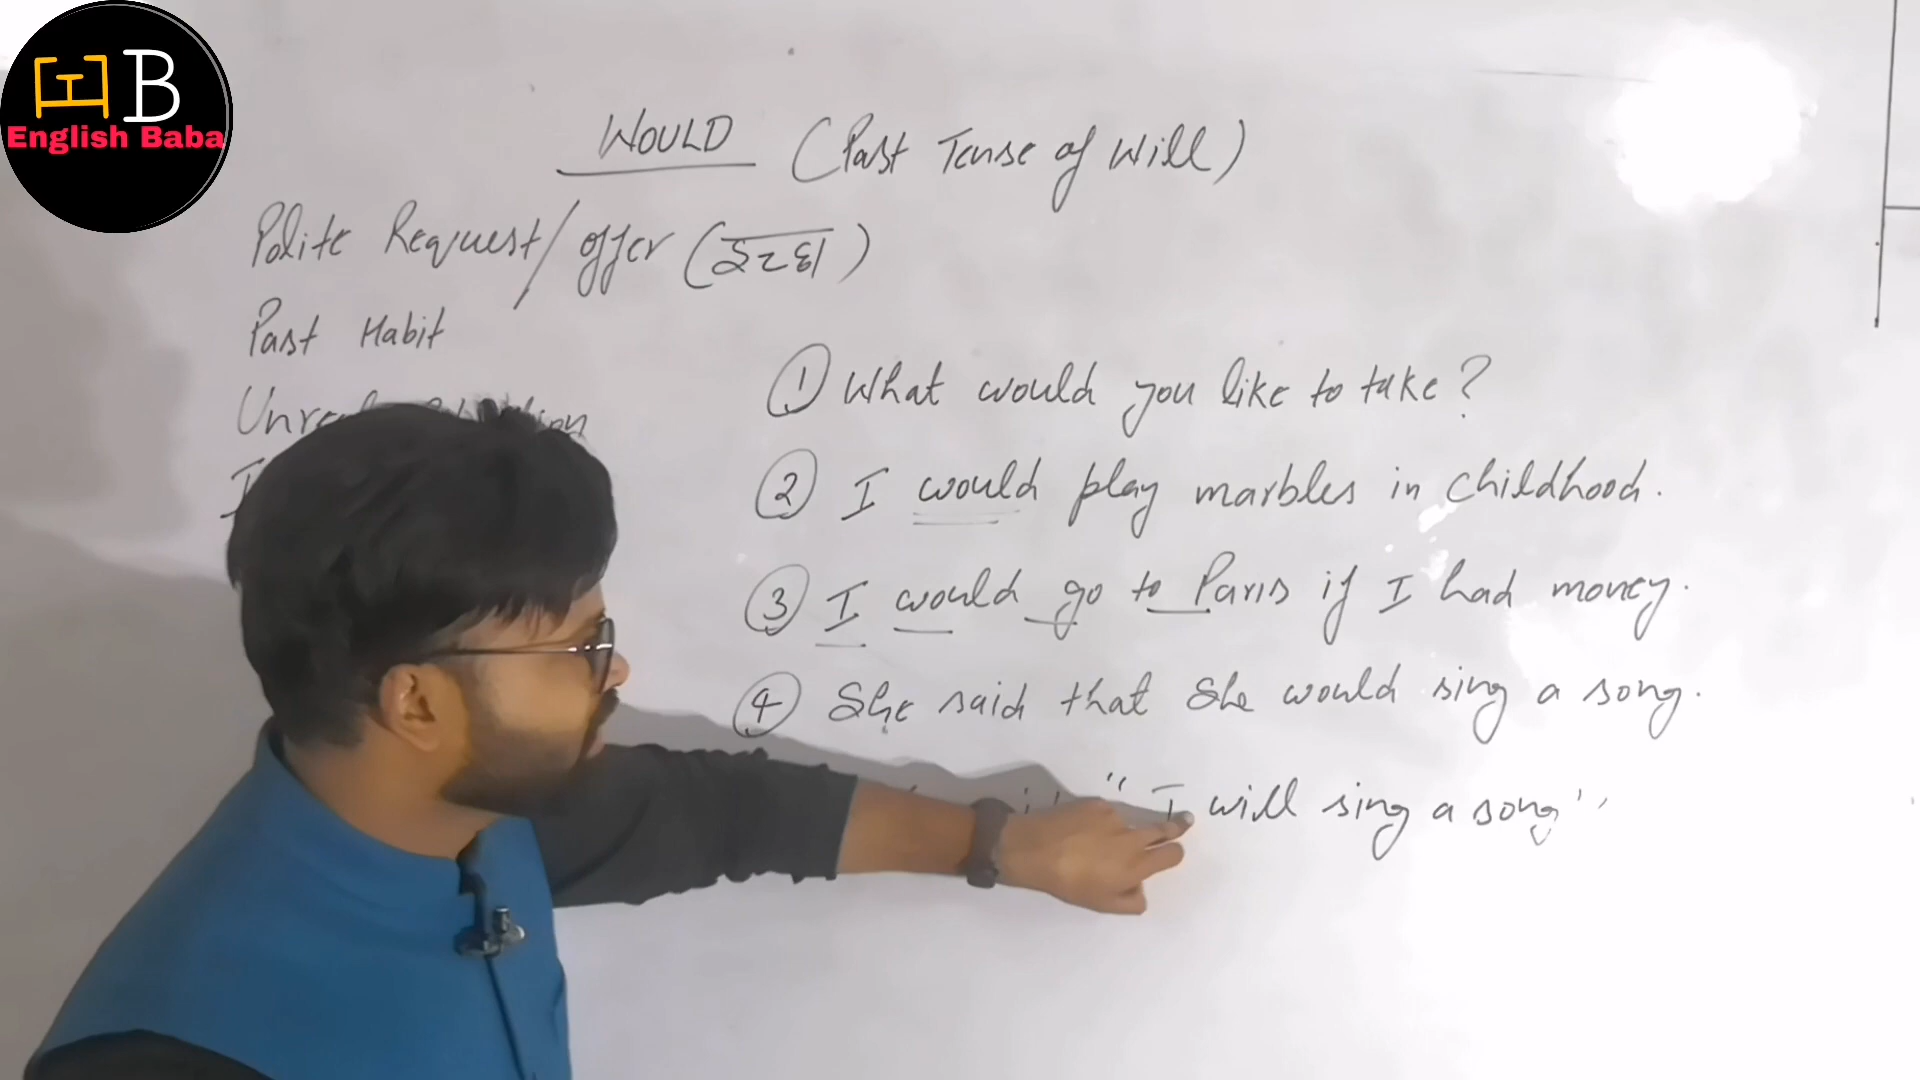 HB
English Baba
WOULD (Past Tense of Will)
Polite Request/offer (इच्छा)
Past Habit
① What would you like to take?
② I would play marbles in childhood.
③ I would go to Paris if I had money.
④ She said that She would sing a song.
" I will sing a song"